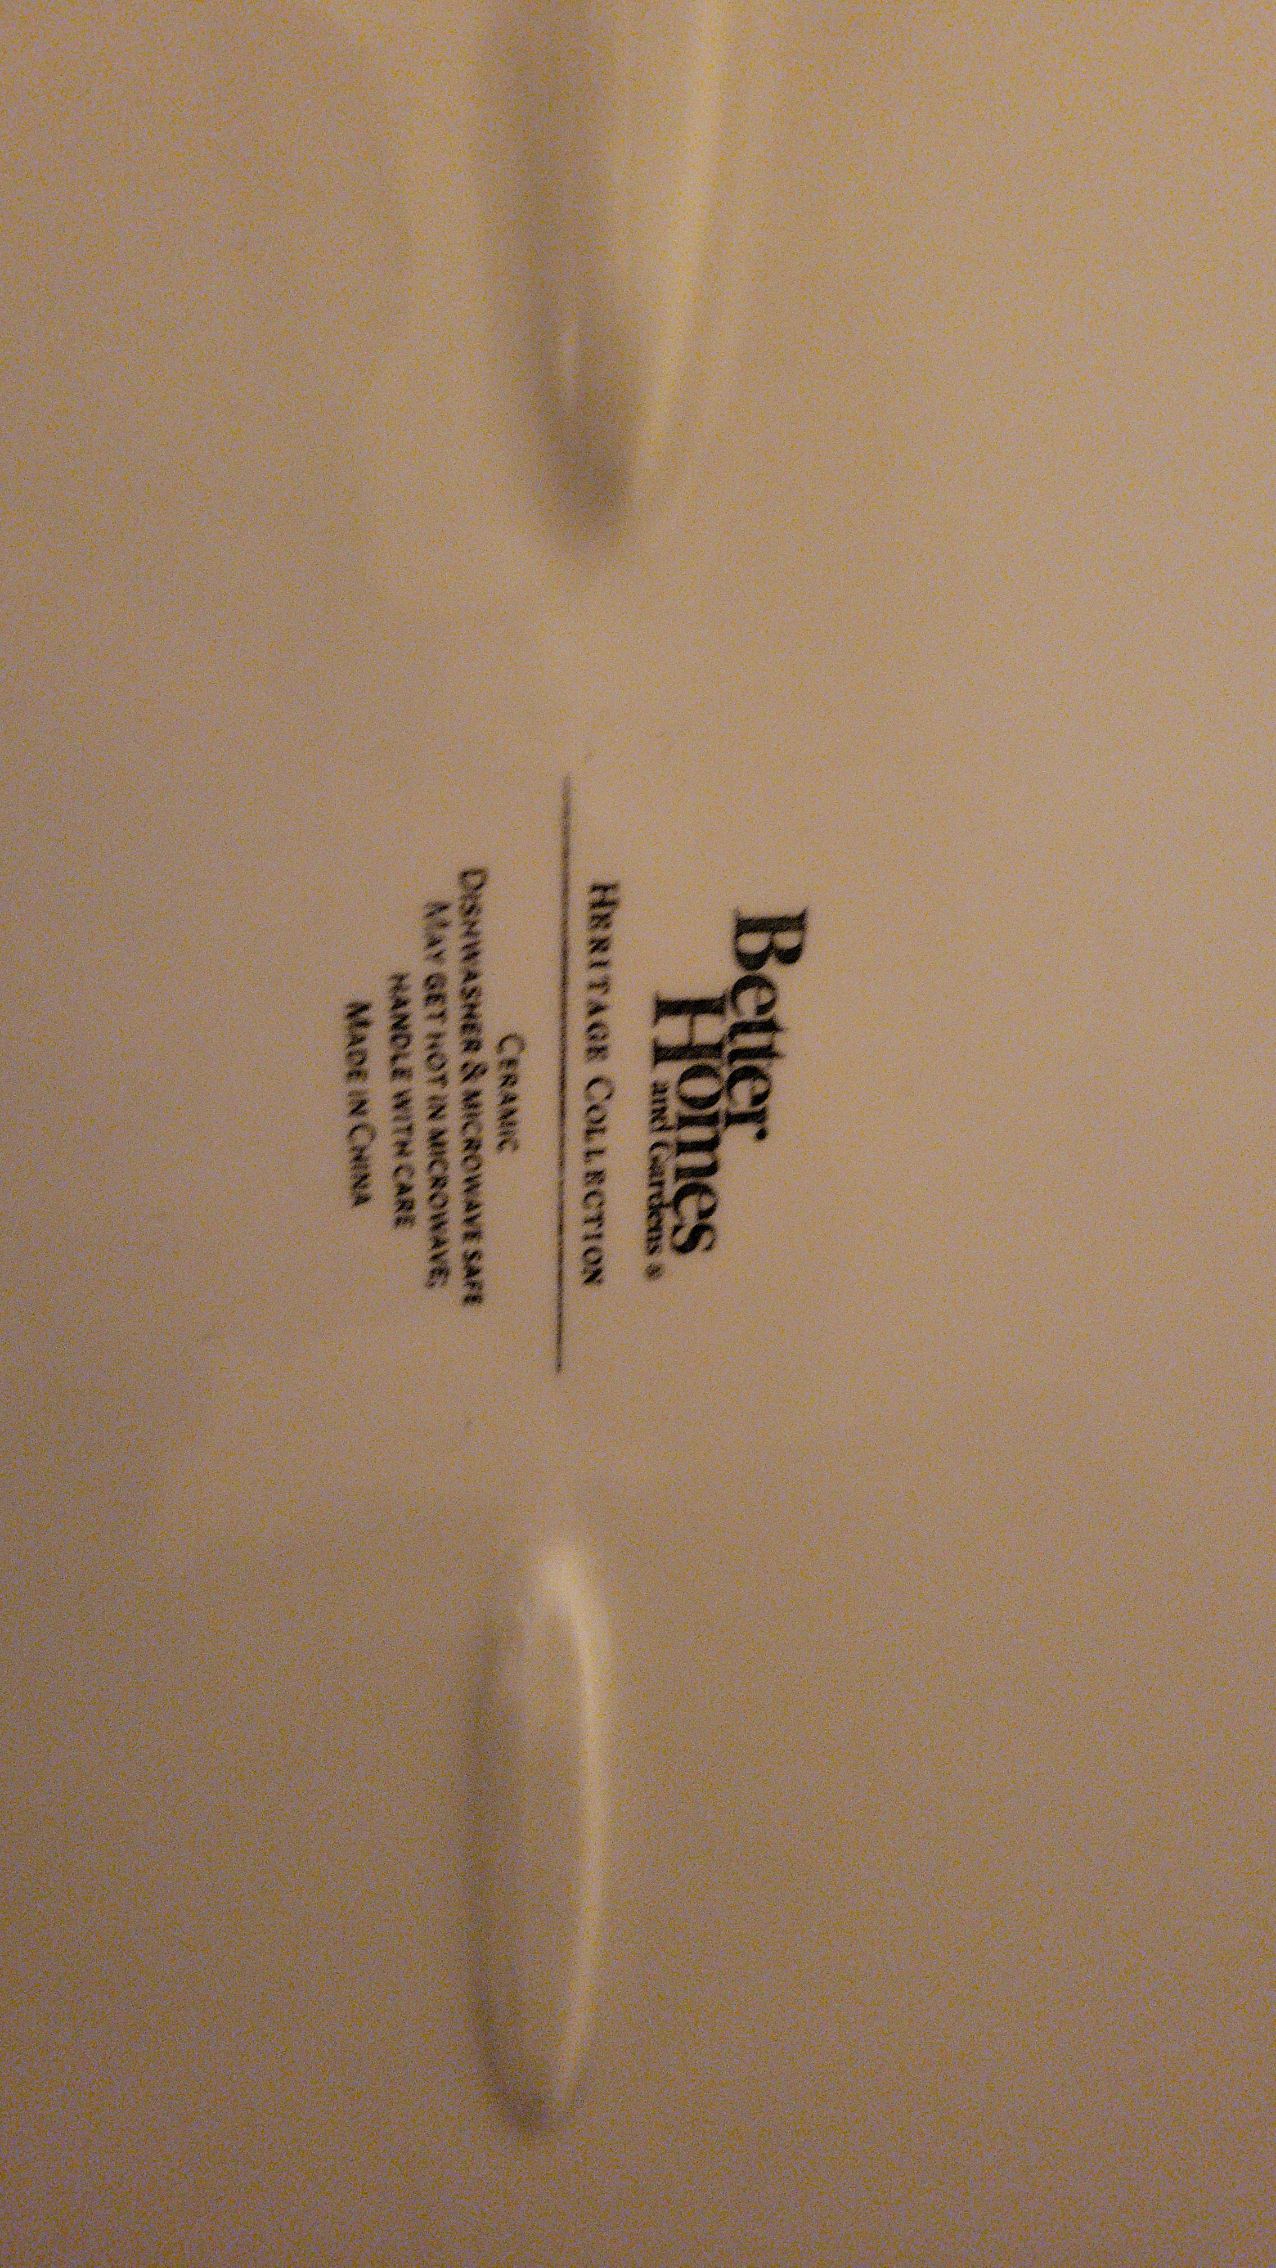 Better
Homes
and Gardens ®
HERITAGE COLLECTION
CERAMIC
DISHWASHER & MICROWAVE SAFE
MAY GET HOT IN MICROWAVE;
HANDLE WITH CARE
MADE IN CHINA